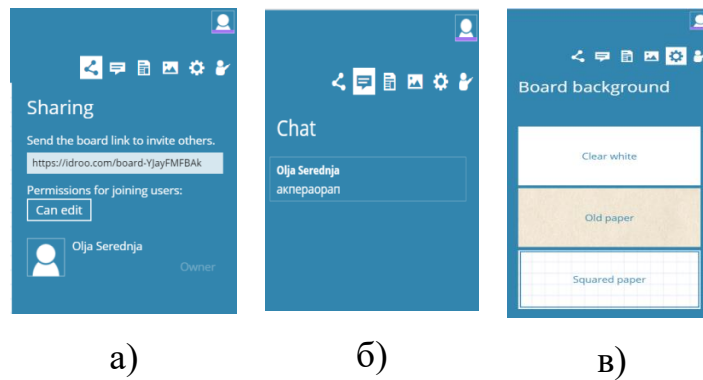 Sharing
Send the board link to invite others.
https://idroo.com/board-YJayFMFBAk
Permissions for joining users:
Can edit
Olja Serednja
Owner
а)
Chat
Olja Serednja
акпераорап
б)
Board background
Clear white
Old paper
Squared paper
в)